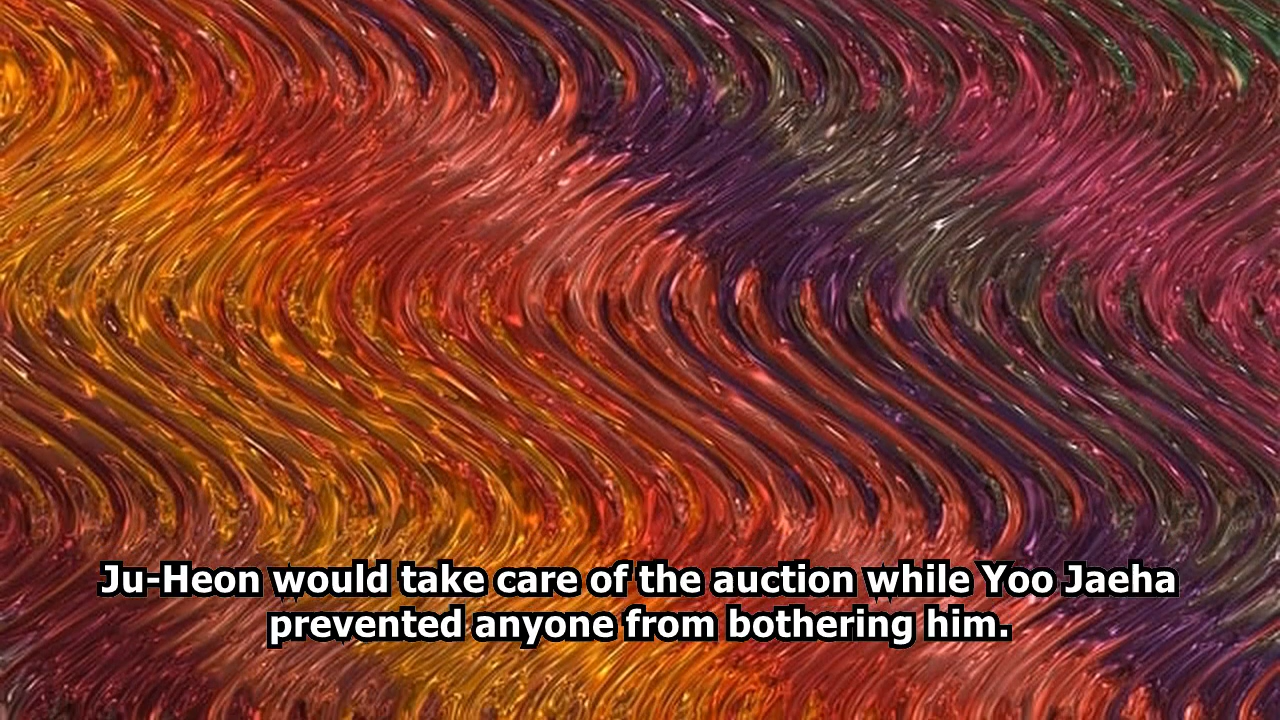 Ju-Heon would take care of the auction while Yoo Jaeha
prevented anyone from bothering him.